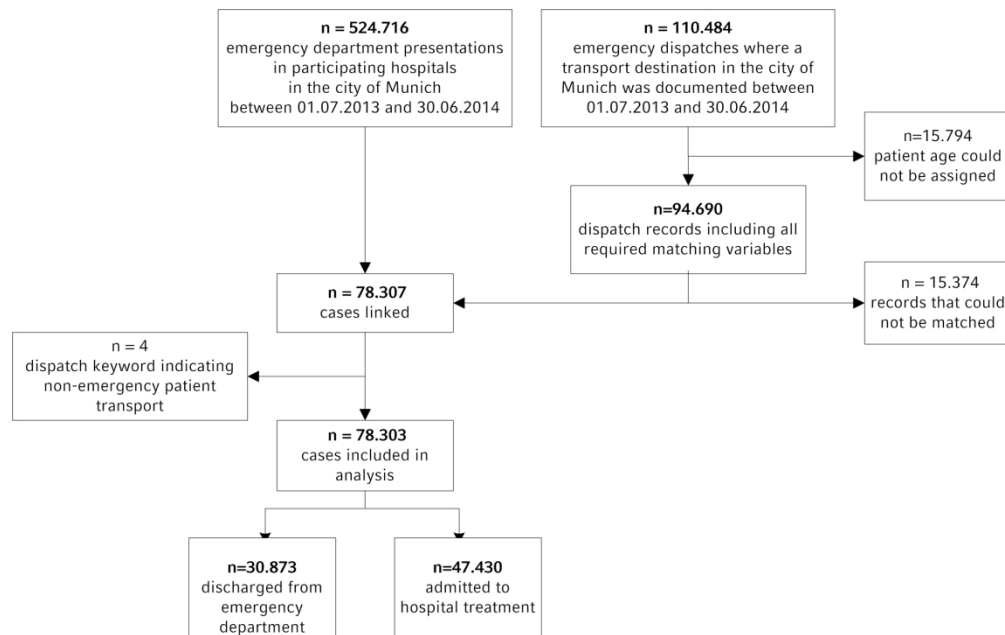 n = 524.716
emergency department presentations
in participating hospitals
in the city of Munich
between 01.07.2013 and 30.06.2014
n = 110.484
emergency dispatches where a
transport destination in the city of
Munich was documented between
01.07.2013 and 30.06.2014
n=15.794
patient age could
not be assigned
n=94.690
dispatch records including all
required matching variables
n = 78.307
cases linked
n = 15.374
records that could
not be matched
n = 4
dispatch keyword indicating
non-emergency patient
transport
n = 78.303
cases included in
analysis
n=30.873
discharged from
emergency
department
n=47.430
admitted to
hospital treatment